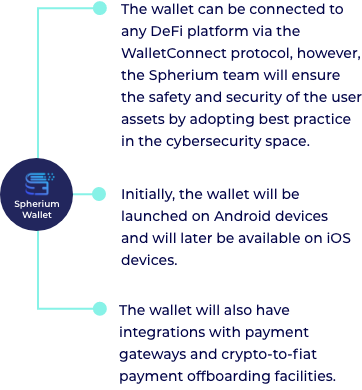 The wallet can be connected to
any DeFi platform via the
WalletConnect protocol, however,
the Spherium team will ensure
the safety and security of the user
assets by adopting best practice
in the cybersecurity space.
Spherium
Wallet
Initially, the wallet will be
launched on Android devices
and will later be available on iOS
devices.
The wallet will also have
integrations with payment
gateways and crypto-to-fiat
payment offboarding facilities.